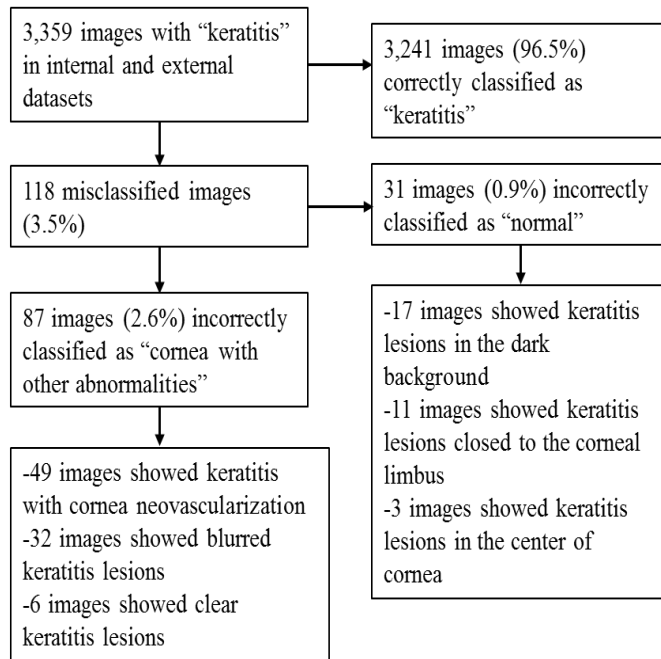 3,359 images with “keratitis”
in internal and external
datasets
3,241 images (96.5%)
correctly classified as
“keratitis”
118 misclassified images
(3.5%)
31 images (0.9%) incorrectly
classified as “normal”
87 images (2.6%) incorrectly
classified as “cornea with
other abnormalities”
-17 images showed keratitis
lesions in the dark
background
-11 images showed keratitis
lesions closed to the corneal
limbus
-3 images showed keratitis
lesions in the center of
cornea
-49 images showed keratitis
with cornea neovascularization
-32 images showed blurred
keratitis lesions
-6 images showed clear
keratitis lesions